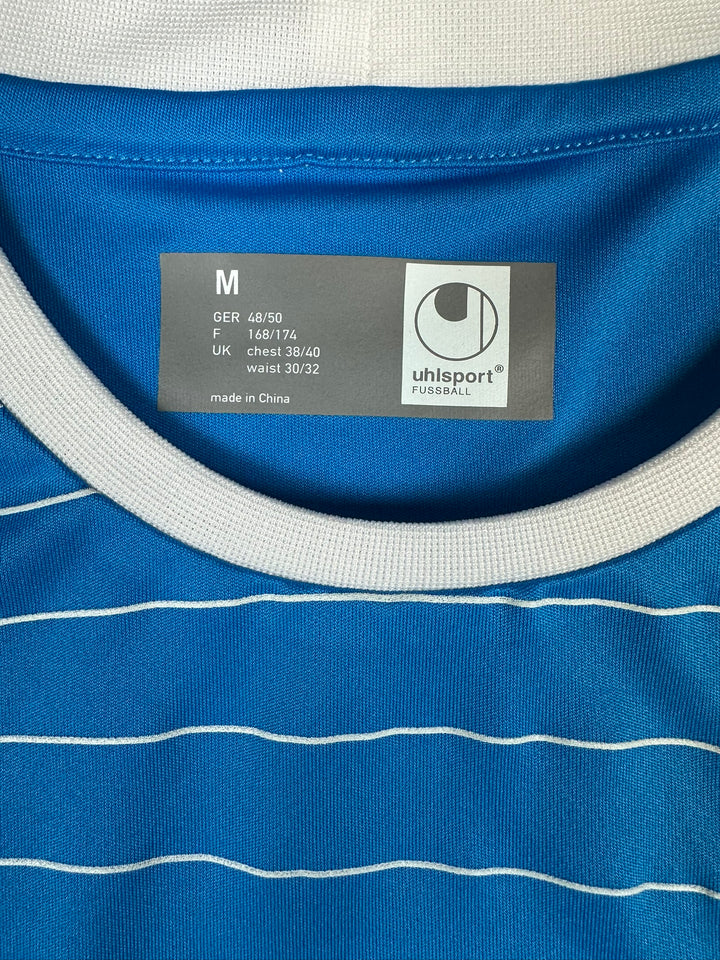 M
GER 48/50
F 168/174
UK chest 38/40
waist 30/32
made in China
uhlsport®
FUSSBALL